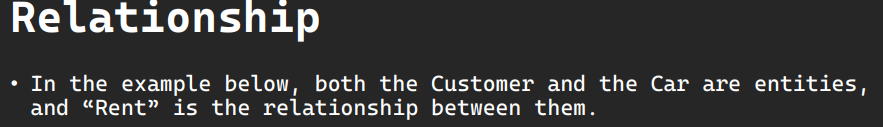 Relationship
• In the example below, both the Customer and the Car are entities,
and “Rent” is the relationship between them.